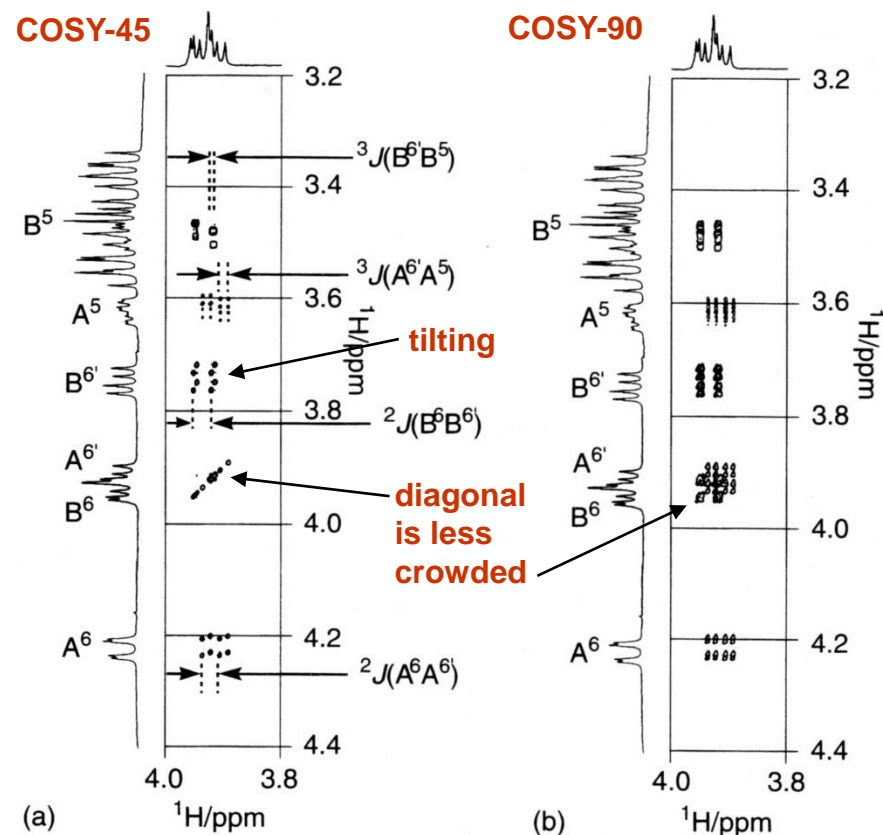 COSY-45
COSY-90
3.2
³J(B⁶'B⁵)
3.4
B⁵
³J(A⁶'A⁵)
3.6
A⁵
¹H/ppm
tilting
B⁶'
3.8
²J(B⁶B⁶')
A⁶'
B⁶
diagonal
is less
crowded
4.0
A⁶
4.2
²J(A⁶A⁶')
4.4
4.0
3.8
(a)
¹H/ppm
3.2
3.4
B⁵
3.6
A⁵
¹H/ppm
B⁶'
3.8
A⁶'
B⁶
4.0
A⁶
4.2
4.4
4.0
3.8
(b)
¹H/ppm